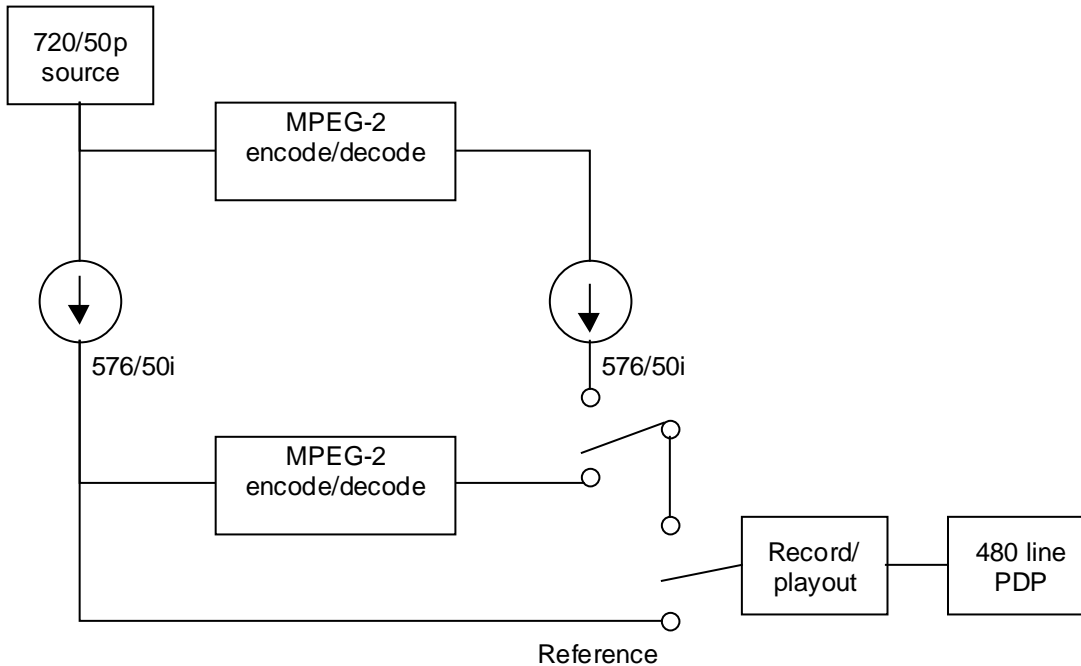 720/50p
source
MPEG-2
encode/decode
576/50i
576/50i
MPEG-2
encode/decode
Record/
playout
480 line
PDP
Reference